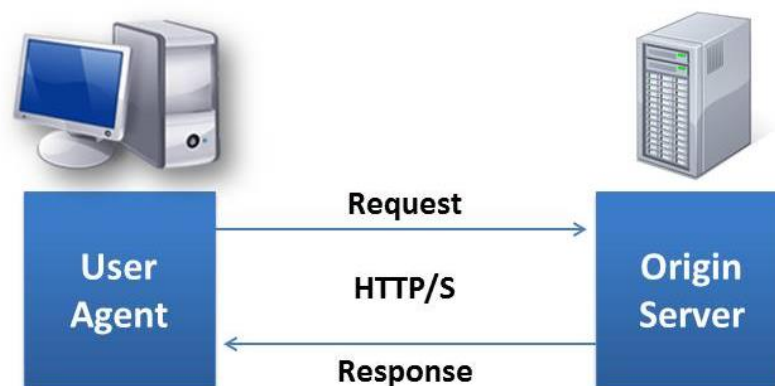 Request
User
Agent
HTTP/S
Origin
Server
Response